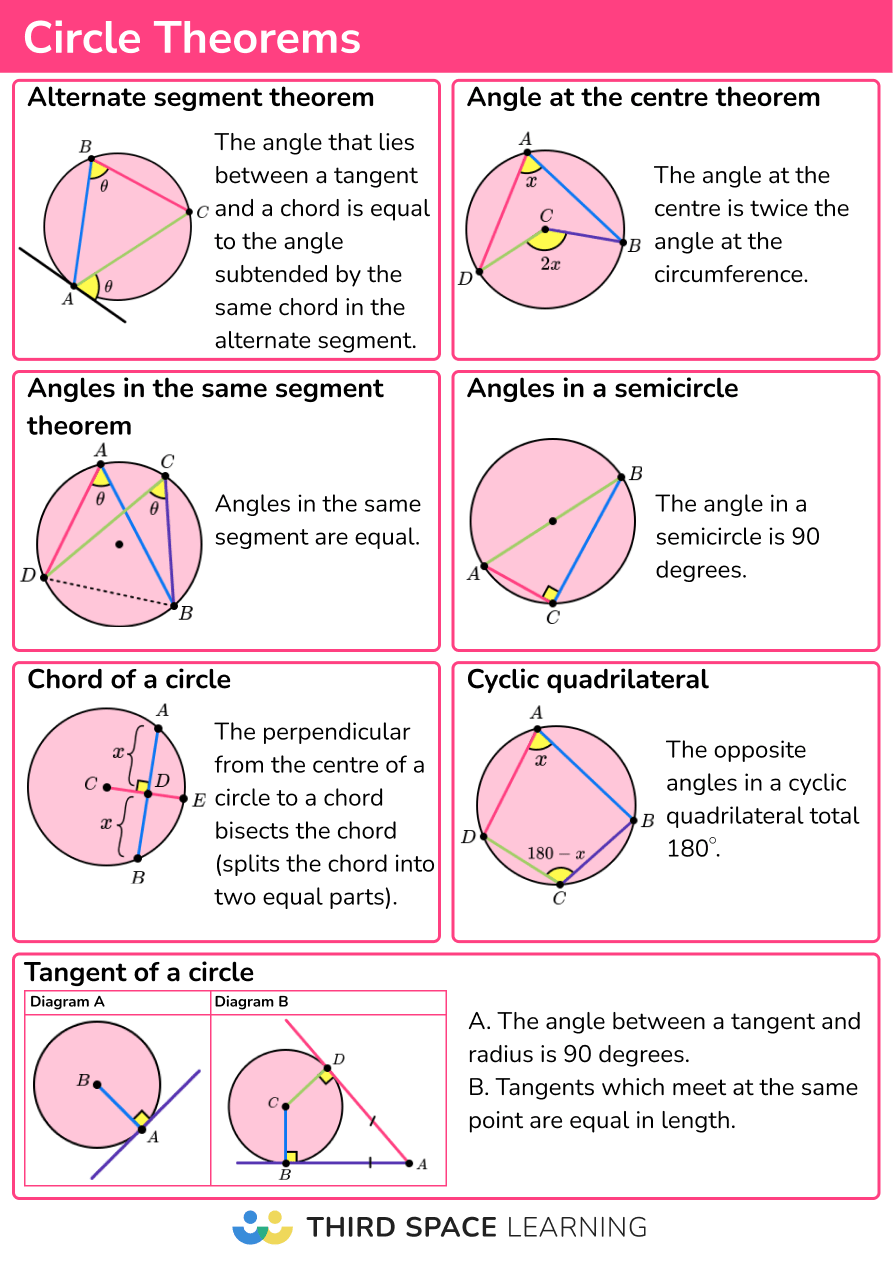 Circle Theorems
Alternate segment theorem
B
θ
C
θ
A
The angle that lies
between a tangent
and a chord is equal
to the angle
subtended by the
same chord in the
alternate segment.
Angle at the centre theorem
A
x
C
B
2x
D
The angle at the
centre is twice the
angle at the
circumference.
Angles in the same segment
theorem
A
C
θ
θ
D
B
Angles in the same
segment are equal.
Angles in a semicircle
B
A
C
The angle in a
semicircle is 90
degrees.
Chord of a circle
A
x
C
D
E
x
B
The perpendicular
from the centre of a
circle to a chord
bisects the chord
(splits the chord into
two equal parts).
Cyclic quadrilateral
A
x
B
D
180 − x
C
The opposite
angles in a cyclic
quadrilateral total
180°.
Tangent of a circle
Diagram A
B
A
Diagram B
D
C
B
A
A. The angle between a tangent and
radius is 90 degrees.
B. Tangents which meet at the same
point are equal in length.
THIRD SPACE LEARNING